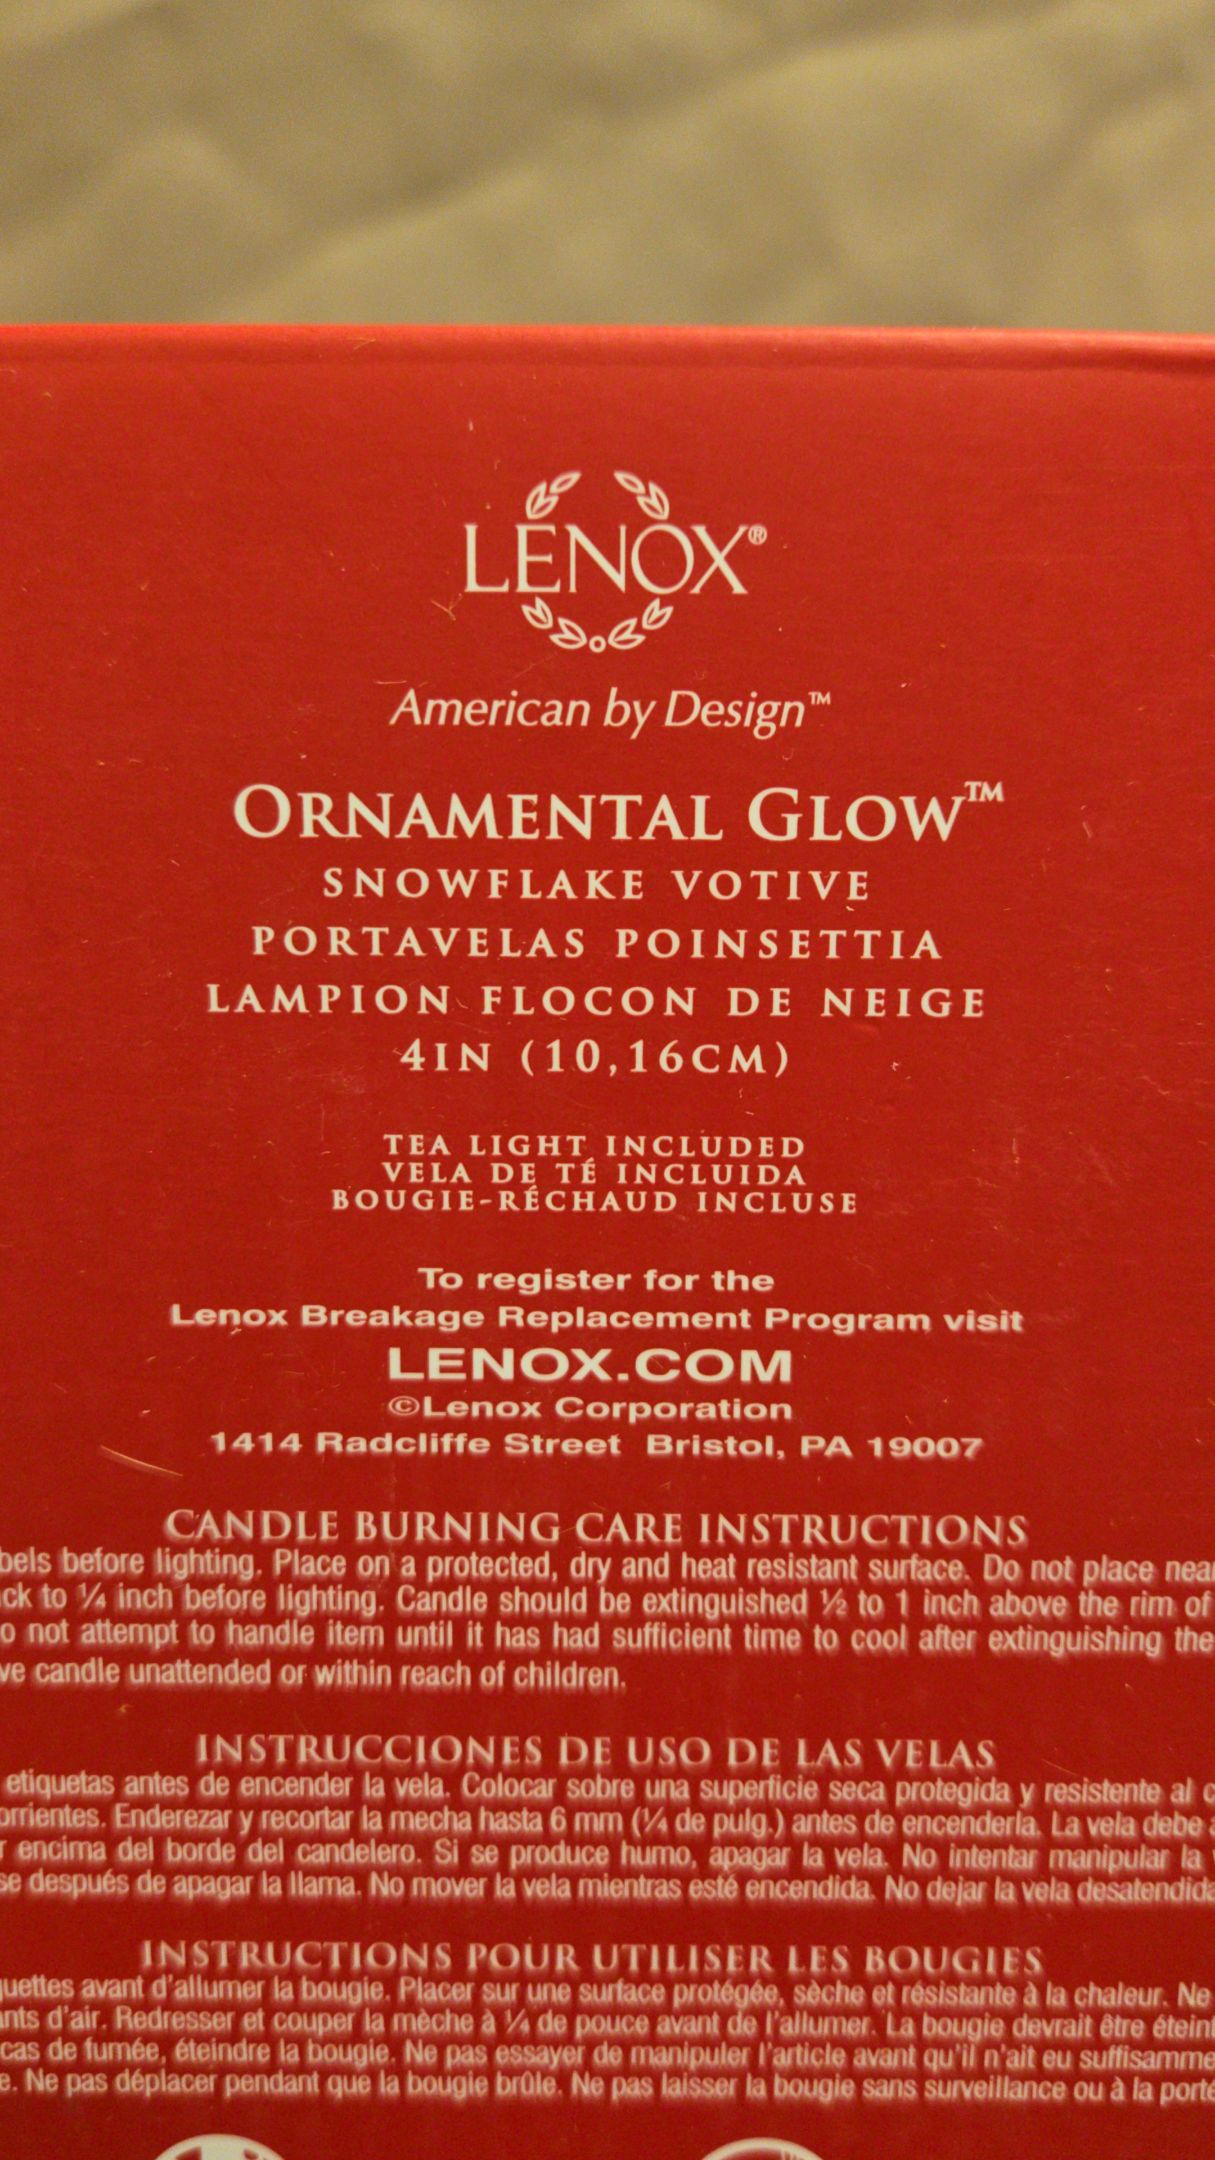 LENOX®
American by Design™
ORNAMENTAL GLOW™
SNOWFLAKE VOTIVE
PORTAVELAS POINSETTIA
LAMPION FLOCON DE NEIGE
4IN (10,16CM)
TEA LIGHT INCLUDED
VELA DE TÉ INCLUIDA
BOUGIE-RÉCHAUD INCLUSE
To register for the
Lenox Breakage Replacement Program visit
LENOX.COM
©Lenox Corporation
1414 Radcliffe Street Bristol, PA 19007
CANDLE BURNING CARE INSTRUCTIONS
bels before lighting. Place on a protected, dry and heat resistant surface. Do not place near
ck to ¼ inch before lighting. Candle should be extinguished ½ to 1 inch above the rim of
o not attempt to handle item until it has had sufficient time to cool after extinguishing the
ve candle unattended or within reach of children.
INSTRUCCIONES DE USO DE LAS VELAS
etiquetas antes de encender la vela. Colocar sobre una superficie seca protegida y resistente al c
orrientes. Enderezar y recortar la mecha hasta 6 mm (¼ de pulg.) antes de encenderla. La vela debe
r encima del borde del candelero. Si se produce humo, apagar la vela. No intentar manipular la
se después de apagar la llama. No mover la vela mientras esté encendida. No dejar la vela desatendida
INSTRUCTIONS POUR UTILISER LES BOUGIES
uettes avant d'allumer la bougie. Placer sur une surface protégée, sèche et résistante à la chaleur. Ne
nts d'air. Redresser et couper la mèche à ¼ de pouce avant de l'allumer. La bougie devrait être éteint
cas de fumée, éteindre la bougie. Ne pas essayer de manipuler l'article avant qu'il n'ait eu suffisamme
e. Ne pas déplacer pendant que la bougie brûle. Ne pas laisser la bougie sans surveillance ou à la porté